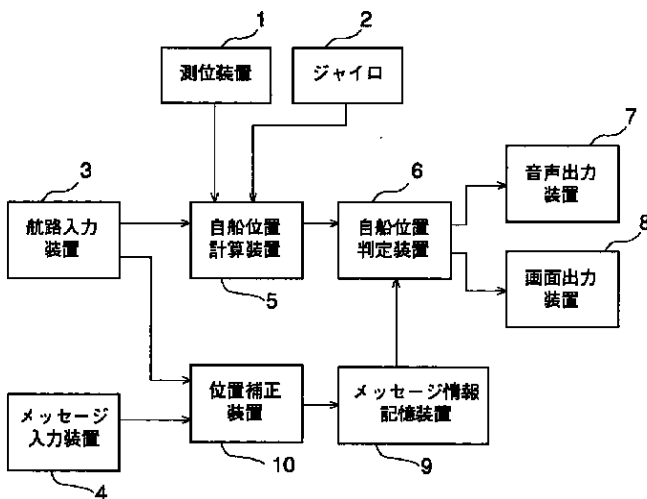 1
測位装置
2
ジャイロ
3
航路入力
装置
自船位置
計算装置
5
6
自船位置
判定装置
7
音声出力
装置
8
画面出力
装置
メッセージ
入力装置
4
位置補正
装置
10
メッセージ情報
記憶装置
9